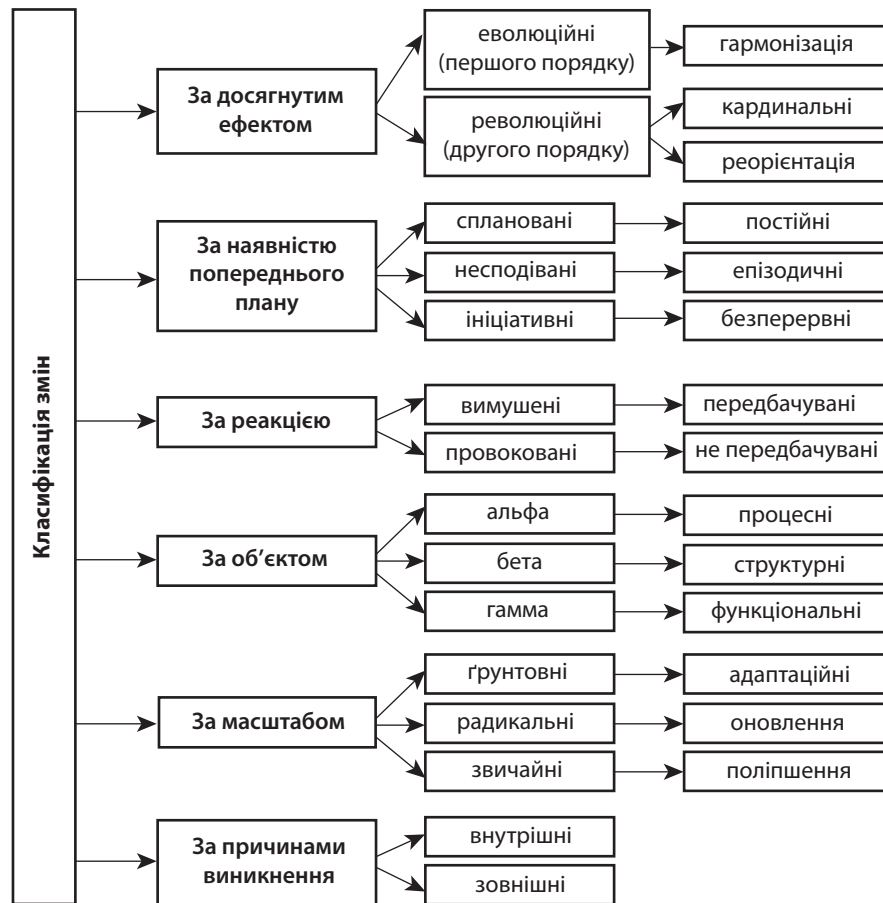 Класифікація змін
За досягнутим
ефектом
еволюційні
(першого порядку)
гармонізація
революційні
(другого порядку)
кардинальні
реорієнтація
За наявністю
попереднього
плану
сплановані
постійні
несподівані
епізодичні
ініціативні
безперервні
За реакцією
вимушені
передбачувані
провоковані
не передбачувані
За об’єктом
альфа
процесні
бета
структурні
гамма
функціональні
За масштабом
ґрунтовні
адаптаційні
радикальні
оновлення
звичайні
поліпшення
За причинами
виникнення
внутрішні
зовнішні